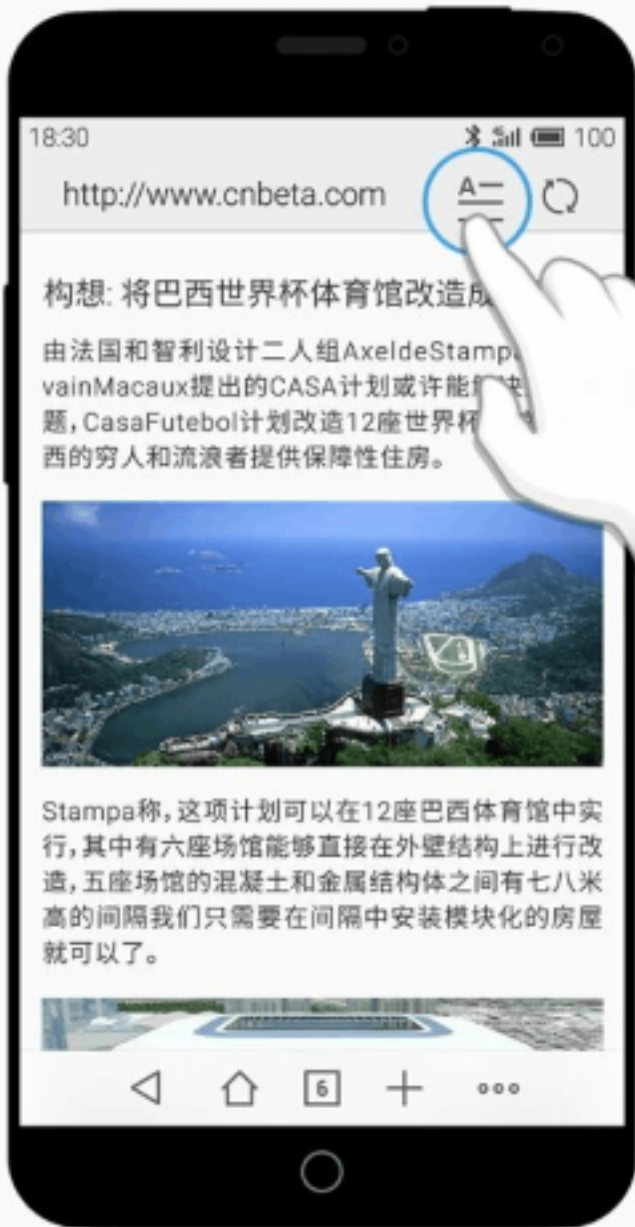 18:30 4G 100
http://www.cnbeta.com A
构想: 将巴西世界杯体育馆改造成
由法国和智利设计二人组AxeldeStamp
vainMacaux提出的CASA计划或许能 决
题,CasaFutebol计划改造12座世界杯
西的穷人和流浪者提供保障性住房。
Stampa称,这项计划可以在12座巴西体育馆中实
行,其中有六座场馆能够直接在外壁结构上进行改
造,五座场馆的混凝土和金属结构体之间有七八米
高的间隔我们只需要在间隔中安装模块化的房屋
就可以了。
6